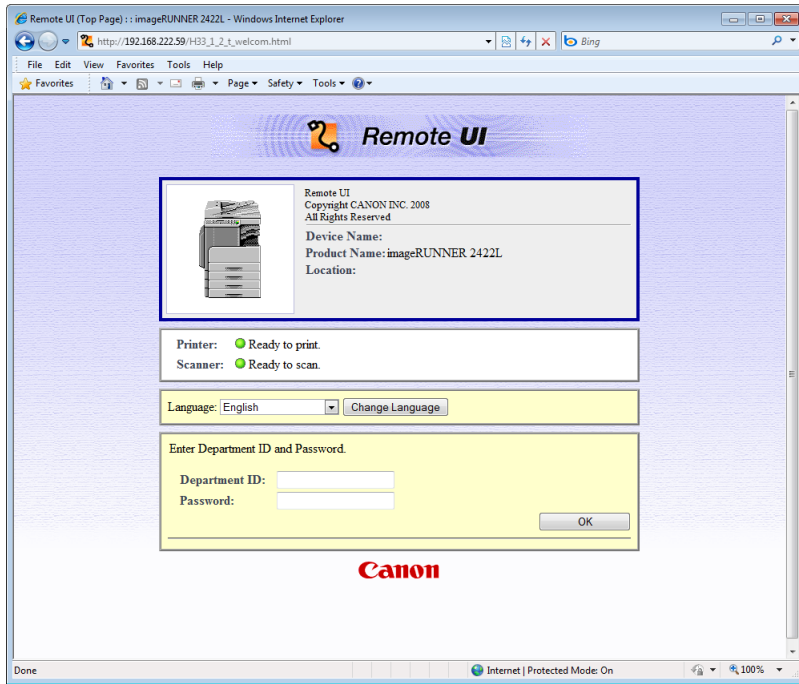 Remote UI (Top Page) : : imageRUNNER 2422L - Windows Internet Explorer
http://192.168.222.59/H33_1_2_t_welcom.html
Bing
File Edit View Favorites Tools Help
Favorites Page Safety Tools
Remote UI
Remote UI
Copyright CANON INC. 2008
All Rights Reserved
Device Name:
Product Name: imageRUNNER 2422L
Location:
Printer: Ready to print.
Scanner: Ready to scan.
Language: English Change Language
Enter Department ID and Password.
Department ID:
Password:
OK
Canon
Done Internet | Protected Mode: On 100%